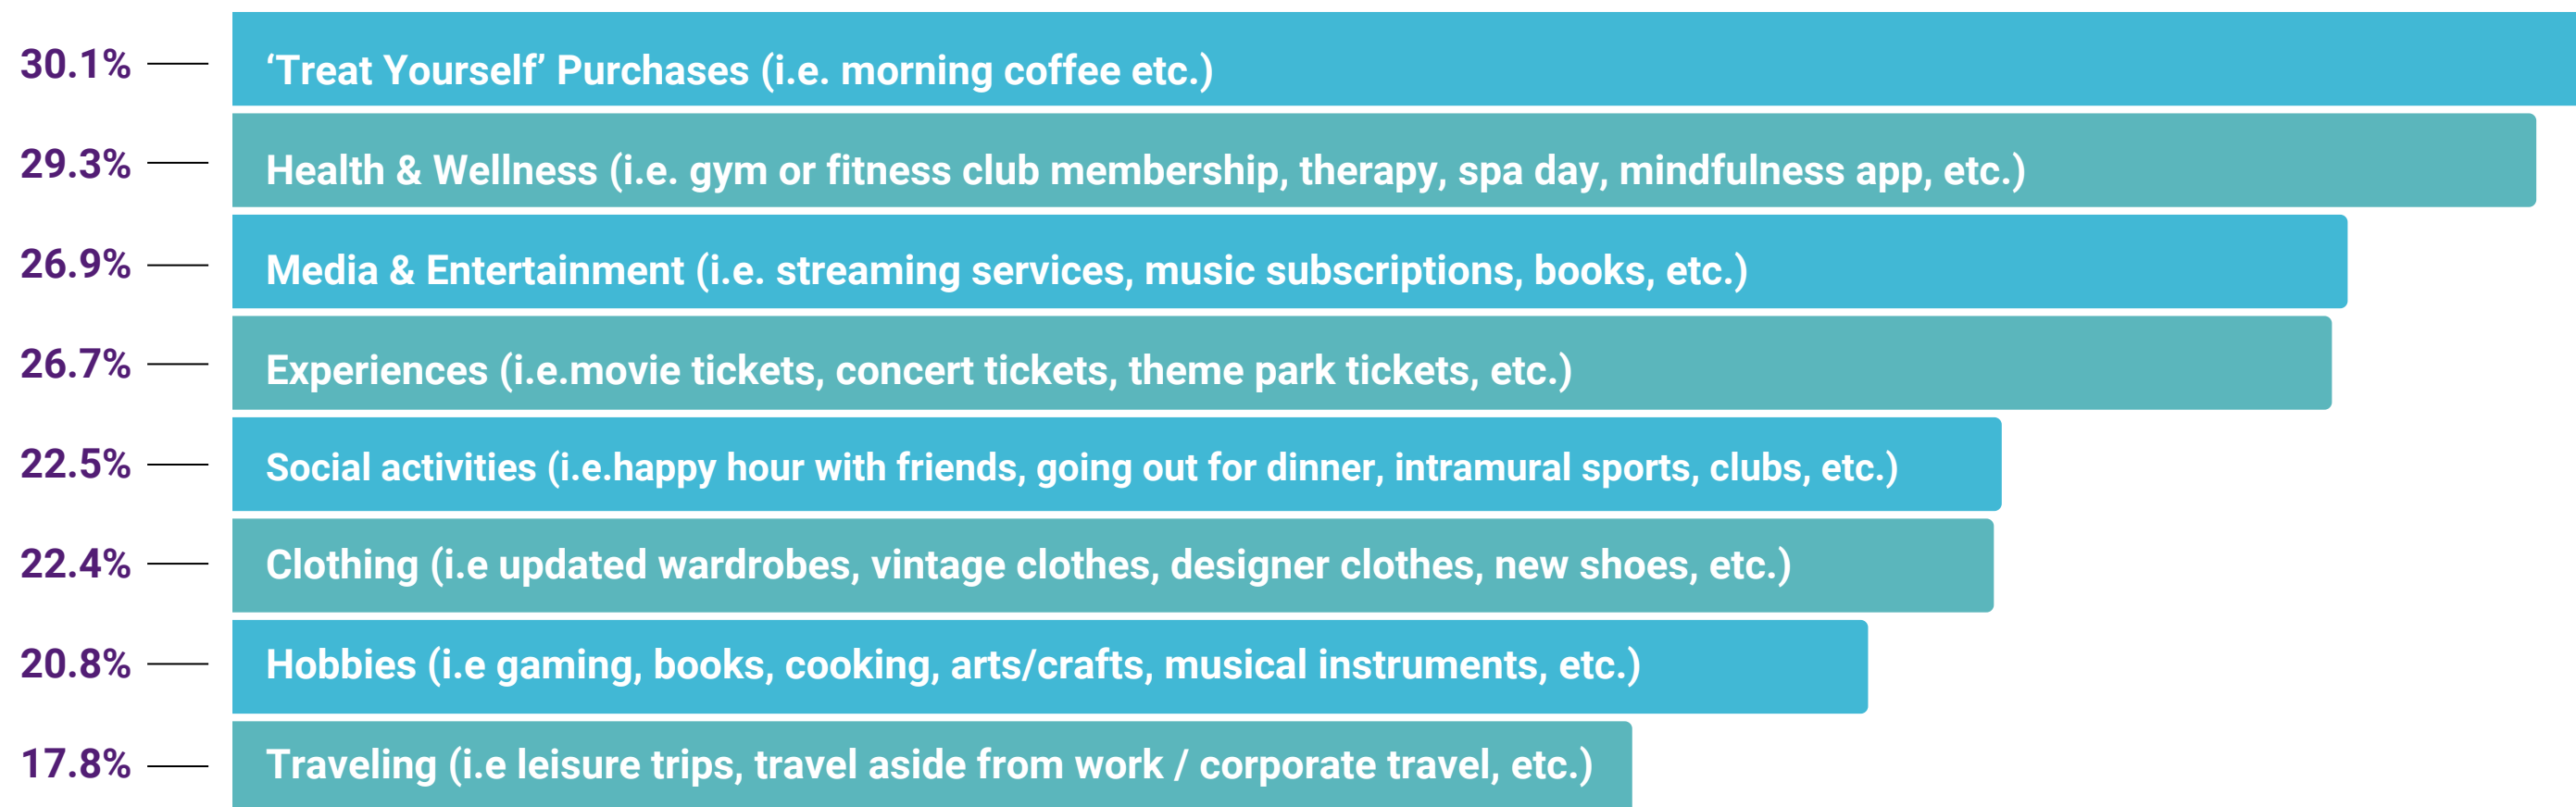 30.1% ‘Treat Yourself’ Purchases (i.e. morning coffee etc.)
29.3% Health & Wellness (i.e. gym or fitness club membership, therapy, spa day, mindfulness app, etc.)
26.9% Media & Entertainment (i.e. streaming services, music subscriptions, books, etc.)
26.7% Experiences (i.e.movie tickets, concert tickets, theme park tickets, etc.)
22.5% Social activities (i.e.happy hour with friends, going out for dinner, intramural sports, clubs, etc.)
22.4% Clothing (i.e updated wardrobes, vintage clothes, designer clothes, new shoes, etc.)
20.8% Hobbies (i.e gaming, books, cooking, arts/crafts, musical instruments, etc.)
17.8% Traveling (i.e leisure trips, travel aside from work / corporate travel, etc.)